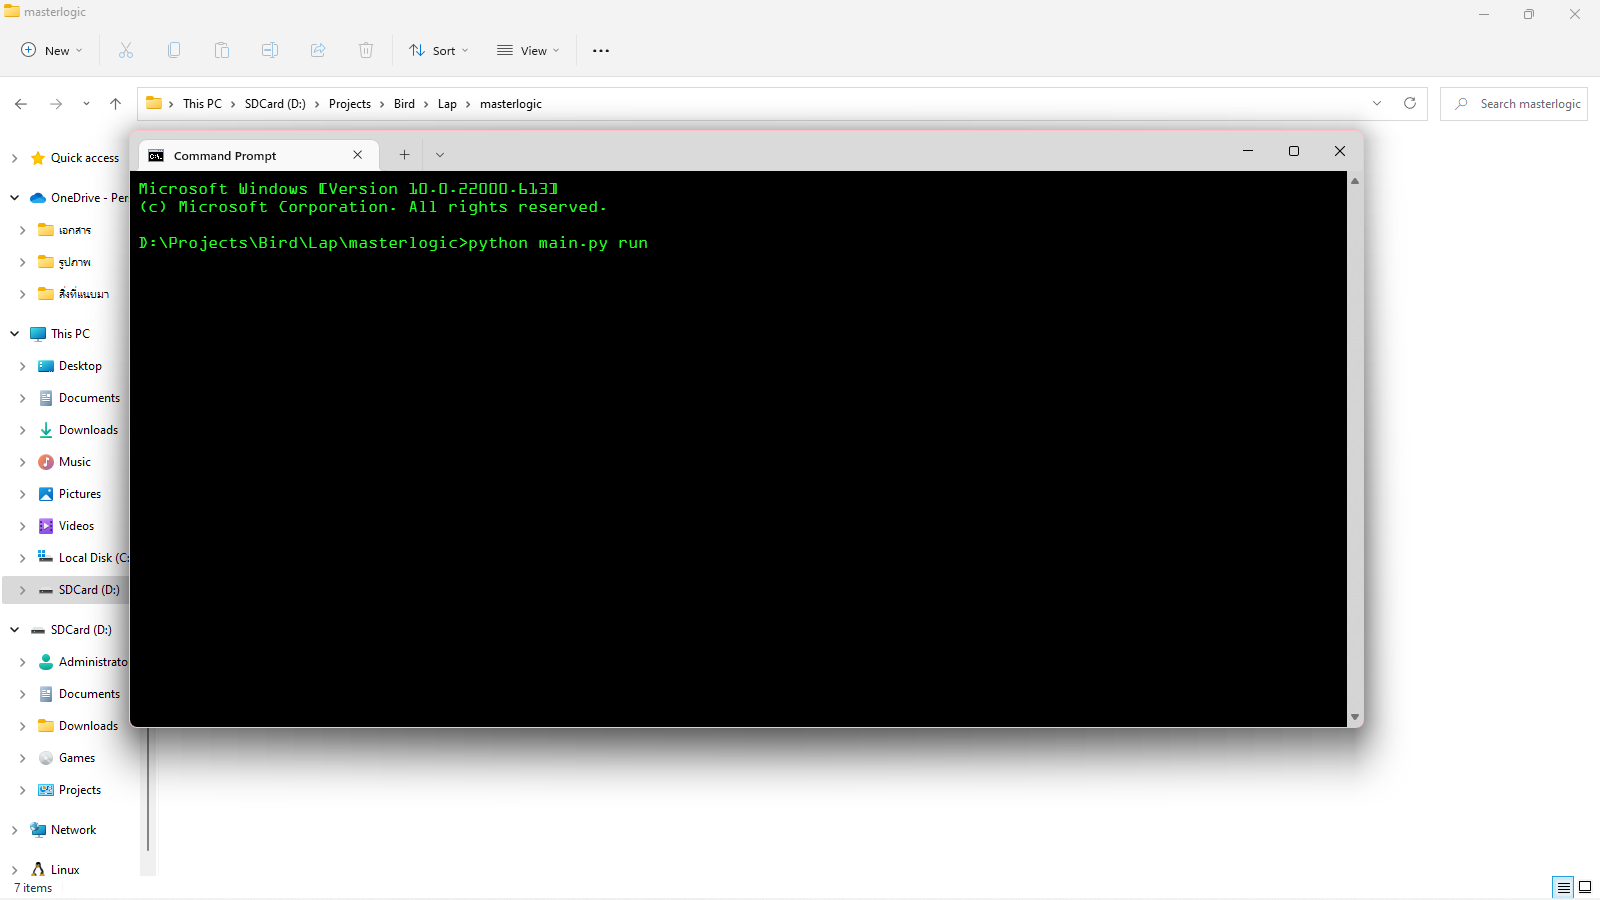 masterlogic
New
Sort
View
This PC
SDCard (D:)
Projects
Bird
Lap
masterlogic
Search masterlogic
Command Prompt
Microsoft Windows [Version 10.0.22000.613]
(c) Microsoft Corporation. All rights reserved.
D:\Projects\Bird\Lap\masterlogic>python main.py run
Quick access
OneDrive - Per
เอกสาร
รูปภาพ
สิ่งที่แนบมา
This PC
Desktop
Documents
Downloads
Music
Pictures
Videos
Local Disk (C:
SDCard (D:)
SDCard (D:)
Administrato
Documents
Downloads
Games
Projects
Network
Linux
7 items